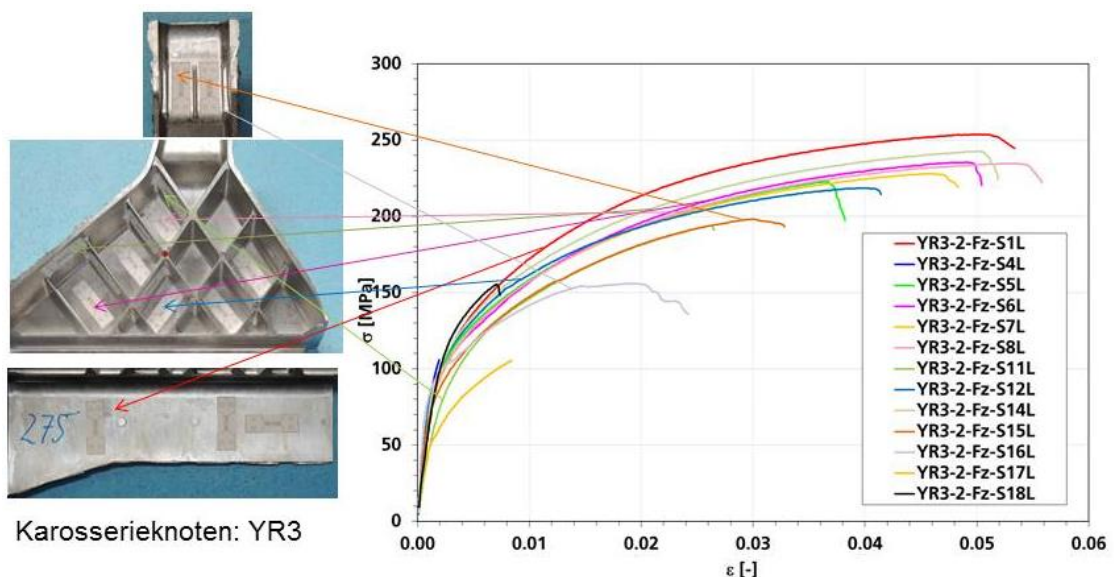 300
250
200
150
100
50
0
σ [MPa]
0.00 0.01 0.02 0.03 0.04 0.05 0.06
ε [-]
YR3-2-Fz-S1L
YR3-2-Fz-S4L
YR3-2-Fz-S5L
YR3-2-Fz-S6L
YR3-2-Fz-S7L
YR3-2-Fz-S8L
YR3-2-Fz-S11L
YR3-2-Fz-S12L
YR3-2-Fz-S14L
YR3-2-Fz-S15L
YR3-2-Fz-S16L
YR3-2-Fz-S17L
YR3-2-Fz-S18L
275
Karosserieknoten: YR3